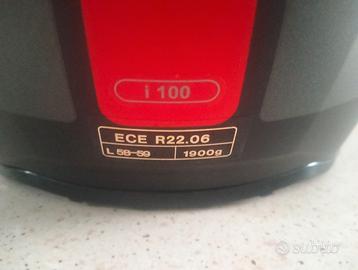 i 100
ECE R22.06
L 58-59 1900g
subito